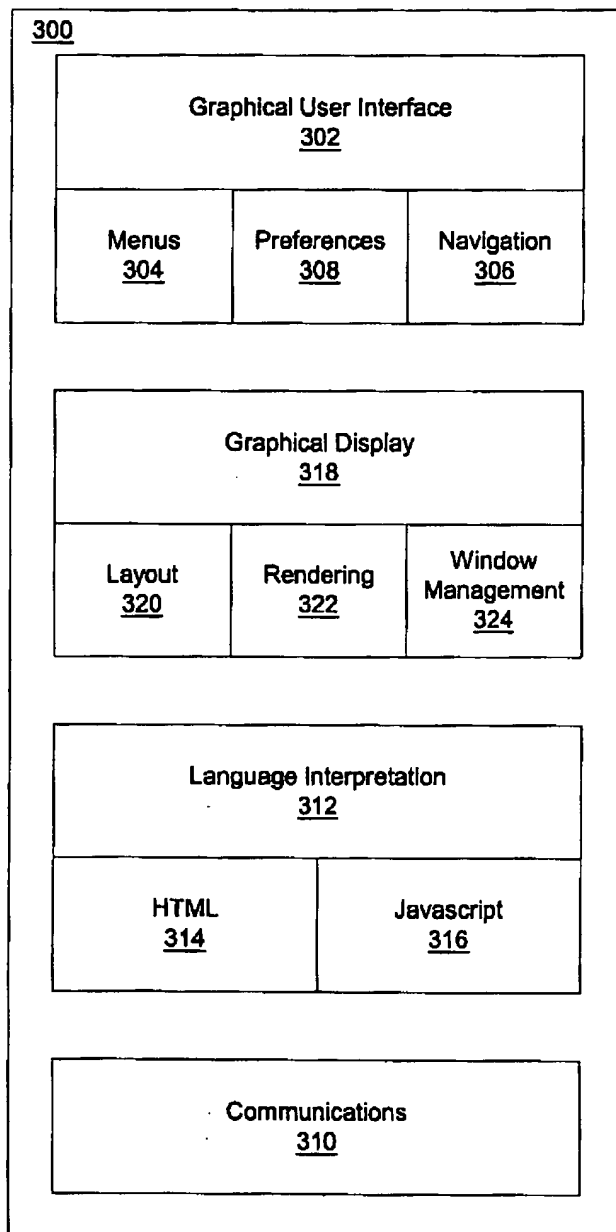 300
Graphical User Interface
302
Menus
304
Preferences
308
Navigation
306
Graphical Display
318
Layout
320
Rendering
322
Window
Management
324
Language Interpretation
312
HTML
314
Javascript
316
Communications
310